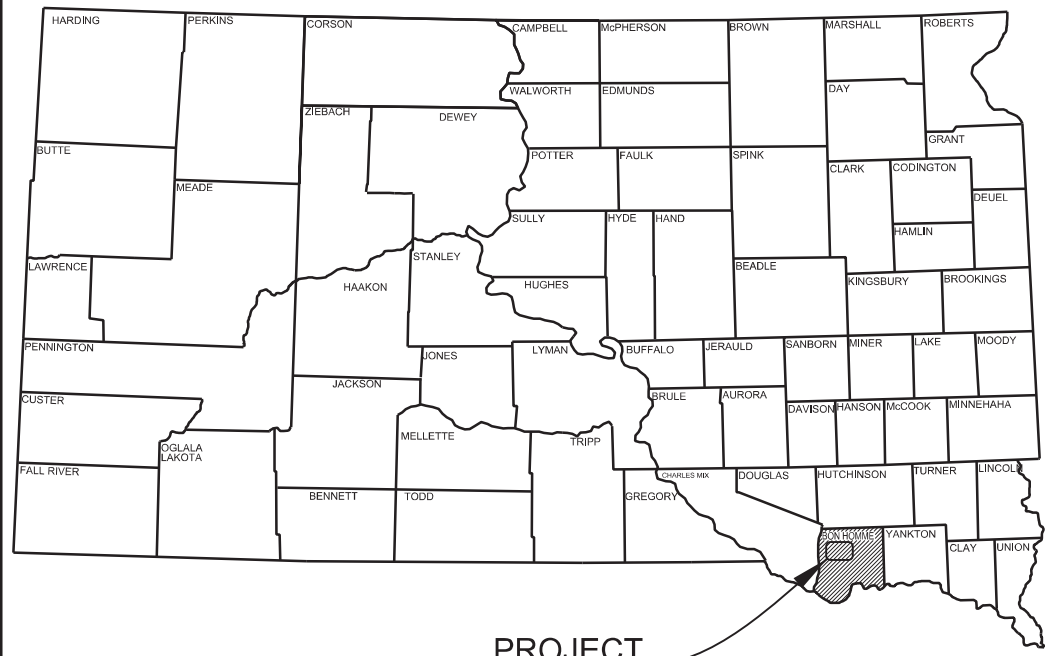 HARDING
PERKINS
CORSON
CAMPBELL
McPHERSON
BROWN
MARSHALL
ROBERTS
WALWORTH
EDMUNDS
DAY
ZIEBACH
DEWEY
GRANT
BUTTE
POTTER
FAULK
SPINK
CLARK
CODINGTON
MEADE
DEUEL
SULLY
HYDE
HAND
HAMLIN
STANLEY
LAWRENCE
BEADLE
HAAKON
HUGHES
KINGSBURY
BROOKINGS
PENNINGTON
JONES
LYMAN
BUFFALO
JERAULD
SANBORN
MINER
LAKE
MOODY
JACKSON
CUSTER
BRULE
AURORA
DAVISON
HANSON
McCOOK
MINNEHAHA
MELLETTE
TRIPP
OGLALA
LAKOTA
FALL RIVER
CHARLES MIX
DOUGLAS
HUTCHINSON
TURNER
LINCOLN
BENNETT
TODD
GREGORY
BON HOMME
YANKTON
CLAY
UNION
PROJECT